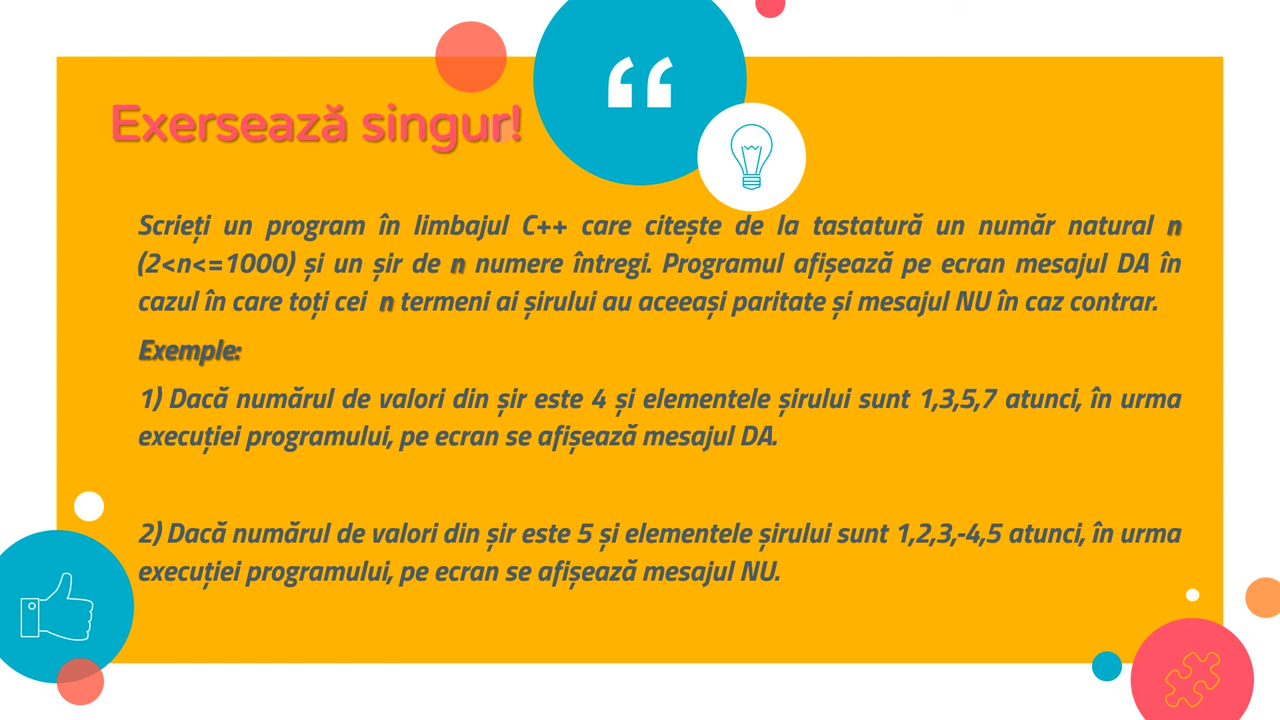 “
Exersează singur!
Scrieți un program în limbajul C++ care citește de la tastatură un număr natural n
(2<n<=1000) și un șir de n numere întregi. Programul afișează pe ecran mesajul DA în
cazul în care toți cei n termeni ai șirului au aceeași paritate și mesajul NU în caz contrar.
Exemple:
1) Dacă numărul de valori din șir este 4 și elementele șirului sunt 1,3,5,7 atunci, în urma
execuției programului, pe ecran se afișează mesajul DA.
2) Dacă numărul de valori din șir este 5 și elementele șirului sunt 1,2,3,-4,5 atunci, în urma
execuției programului, pe ecran se afișează mesajul NU.